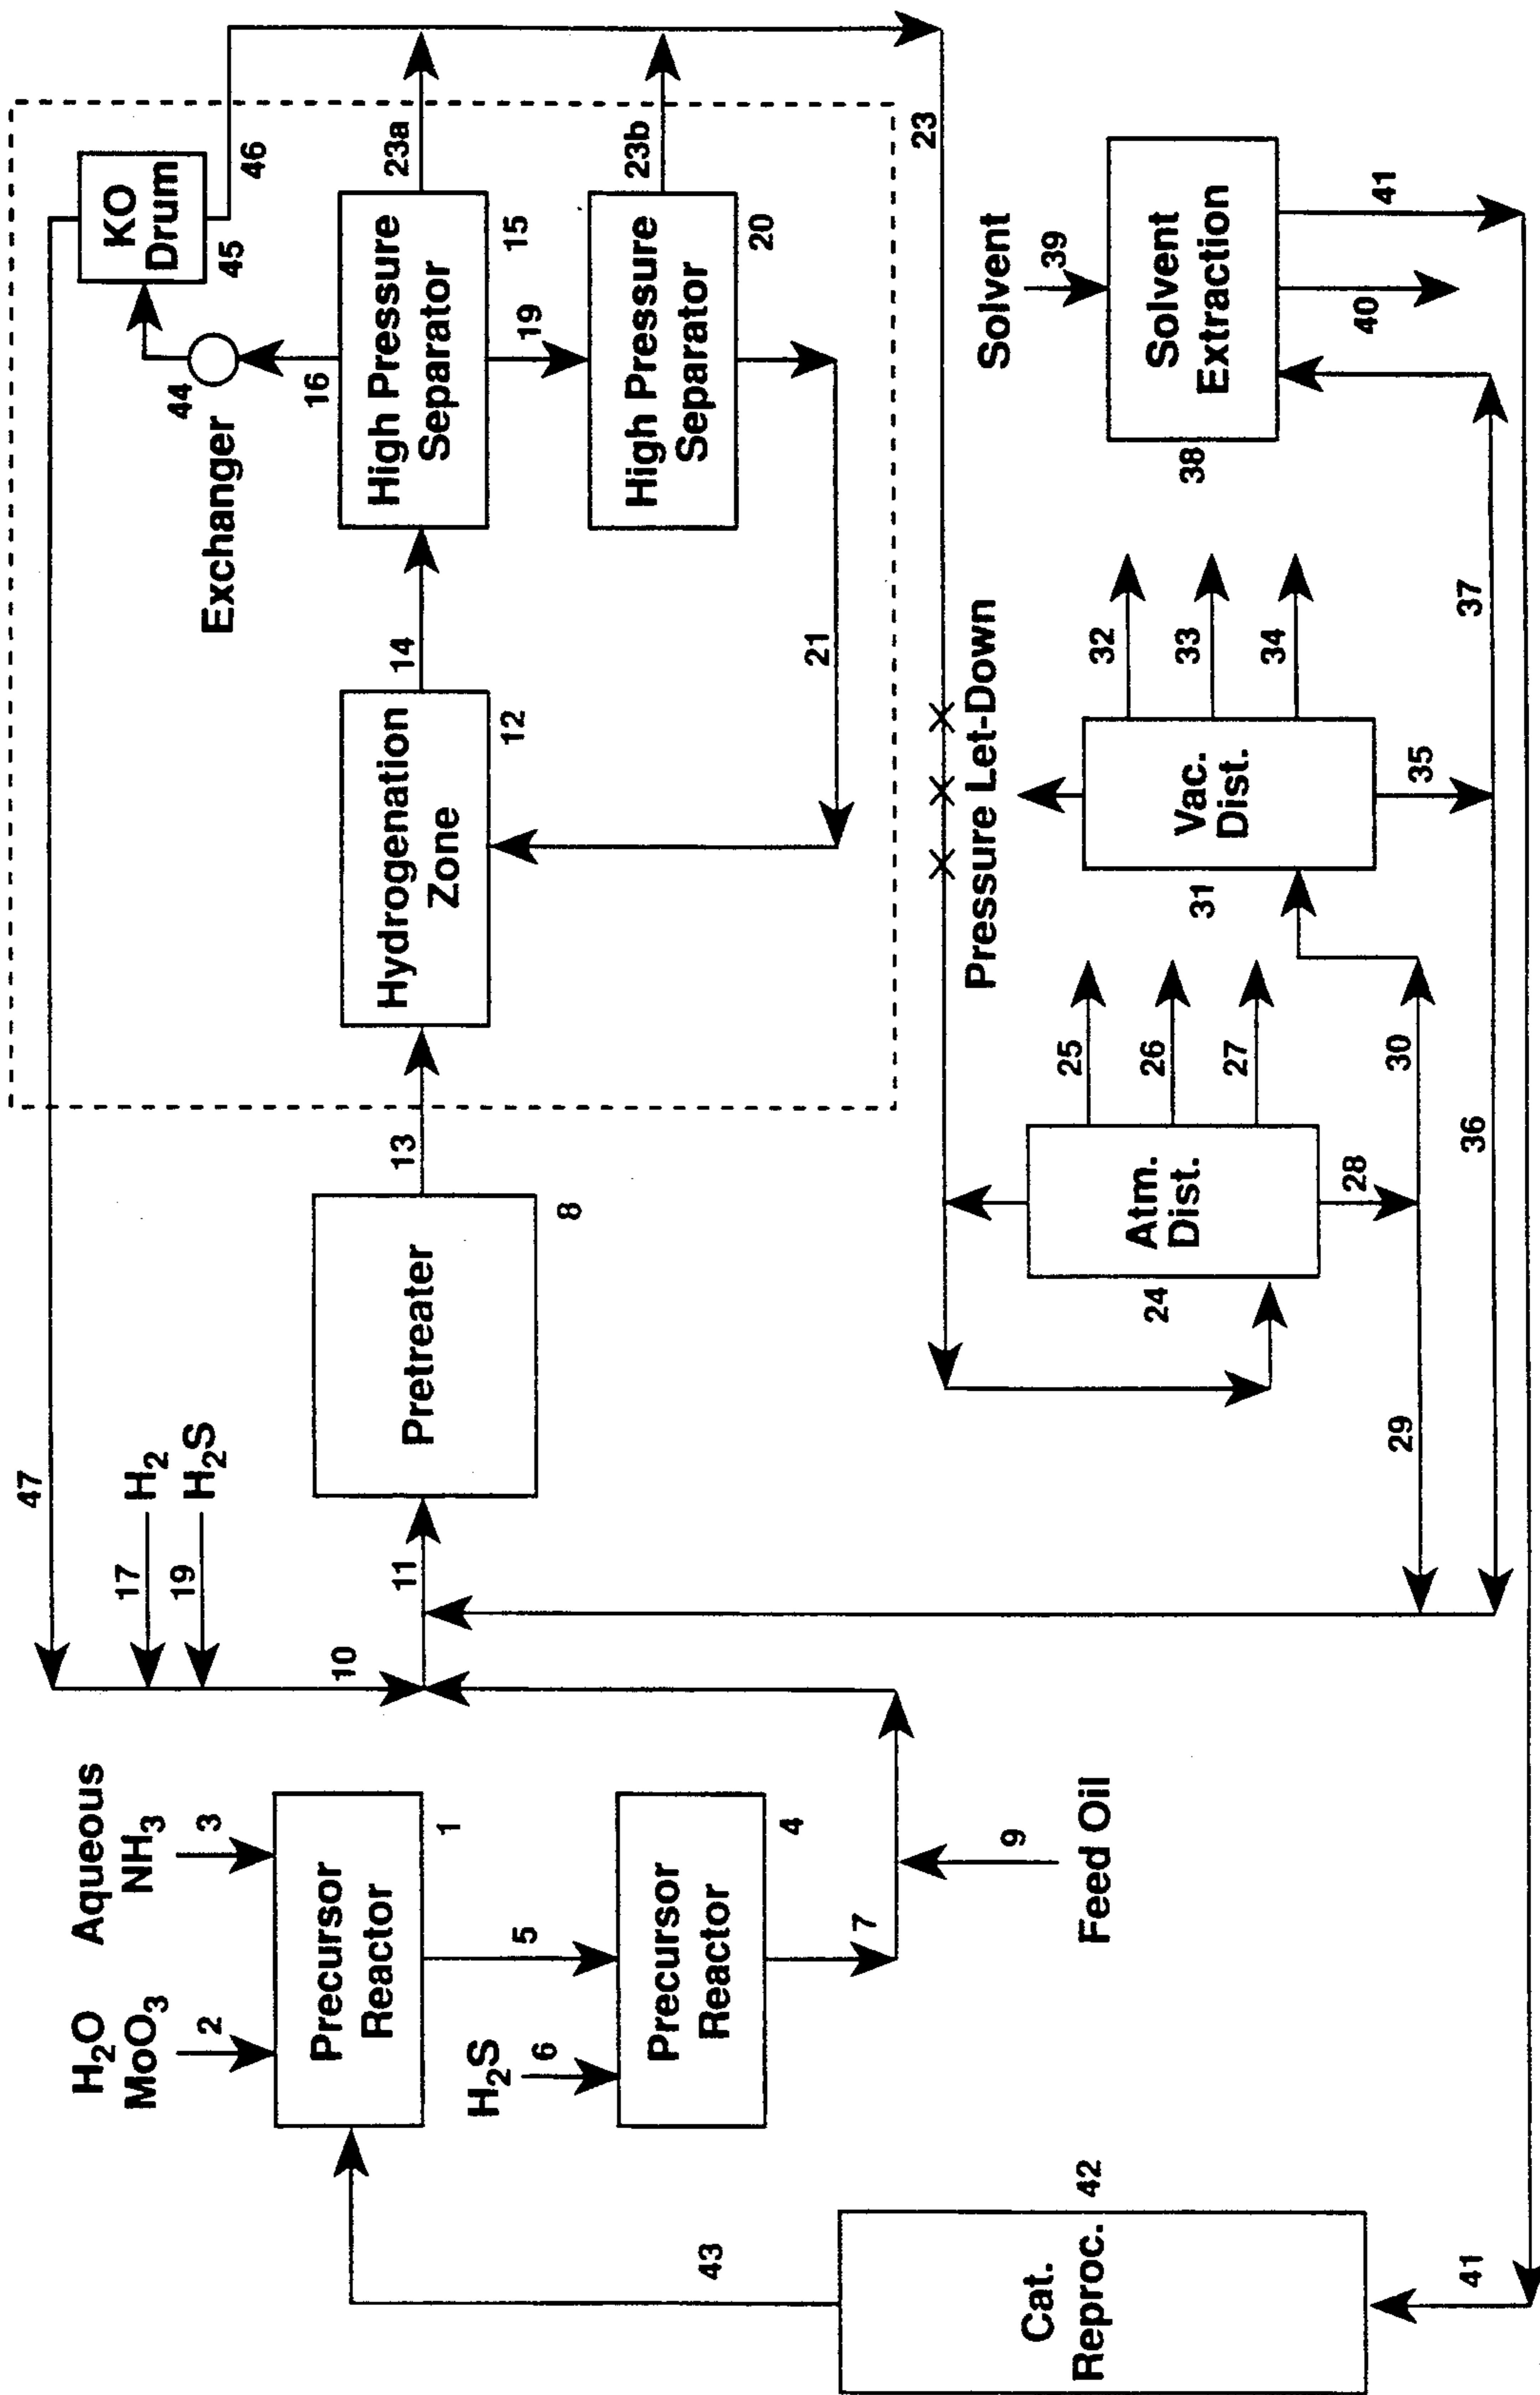 47
17
H2
19
H2S
H2O
MoO3
Aqueous
NH3
2
3
Precursor
Reactor
1
5
H2S
6
Precursor
Reactor
4
7
9
Feed Oil
10
11
Pretreater
8
13
Hydrogenation
Zone
12
14
High Pressure
Separator
15
16
Exchanger
44
KO
Drum
45
46
23a
19
High Pressure
Separator
20
23b
21
23
Pressure Let-Down
Atm.
Dist.
24
25
26
27
28
29
30
Vac.
Dist.
31
32
33
34
35
36
37
Solvent
39
Solvent
Extraction
38
40
41
Cat.
Reproc.
42
43
41